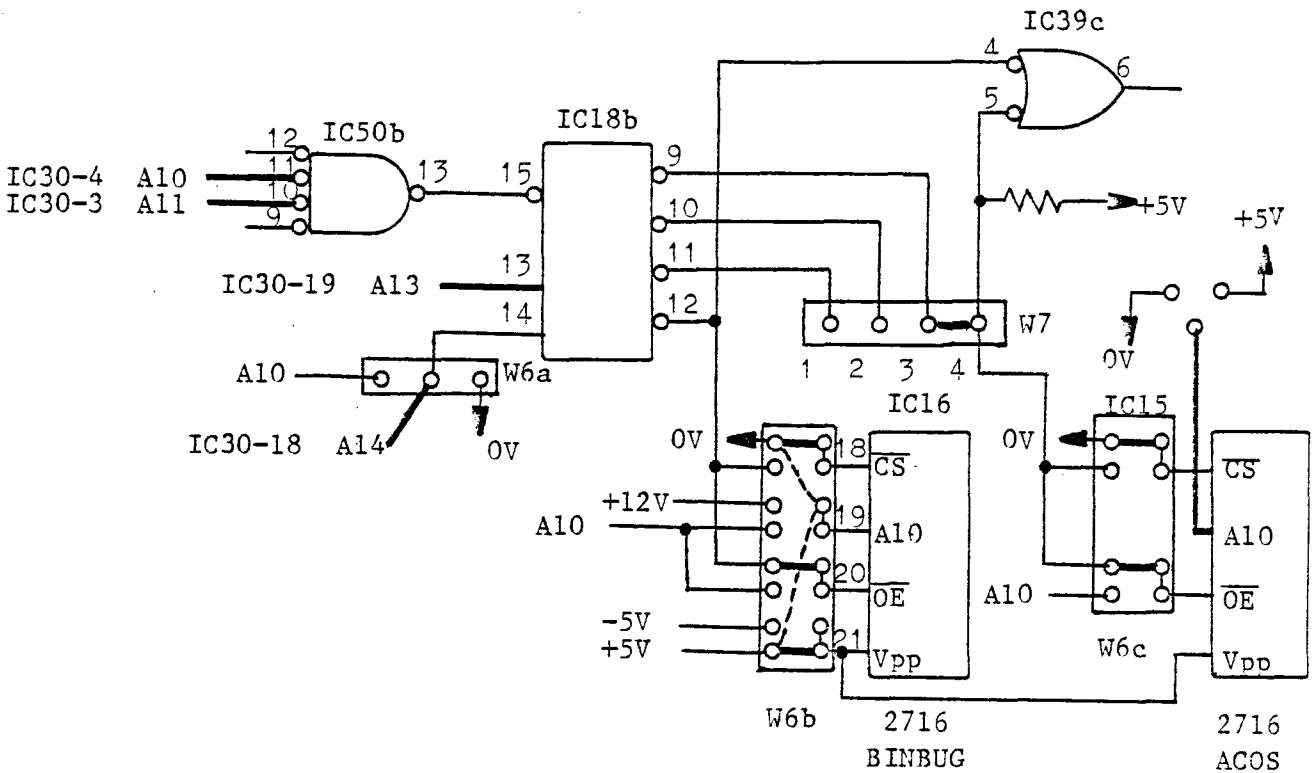 IC39c
4
6
5
IC50b
IC18b
12
11
10
9
13
15
9
10
11
12
IC30-4 A10
IC30-3 A11
+5V
+5V
13
IC30-19 A13
14
W7
0V
A10
W6a
1 2 3 4
IC30-18 A14
0V
IC16
IC15
0V
18
CS
0V
CS
+12V
A10
19
A10
A10
20
OE
A10
OE
-5V
+5V
21
Vpp
W6c
Vpp
W6b
2716
BINBUG
2716
ACOS